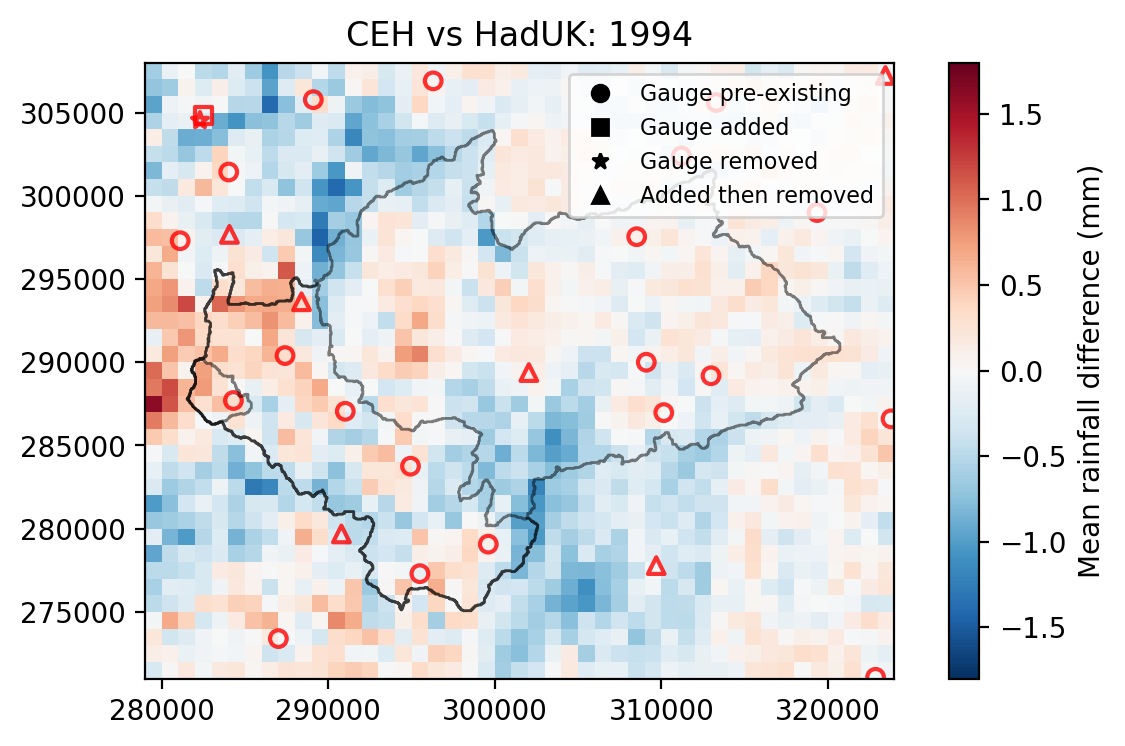 CEH vs HadUK: 1994
Gauge pre-existing
Gauge added
Gauge removed
Added then removed
305000
300000
295000
290000
285000
280000
275000
280000 290000 300000 310000 320000
1.5
1.0
0.5
0.0
−0.5
−1.0
−1.5
Mean rainfall difference (mm)